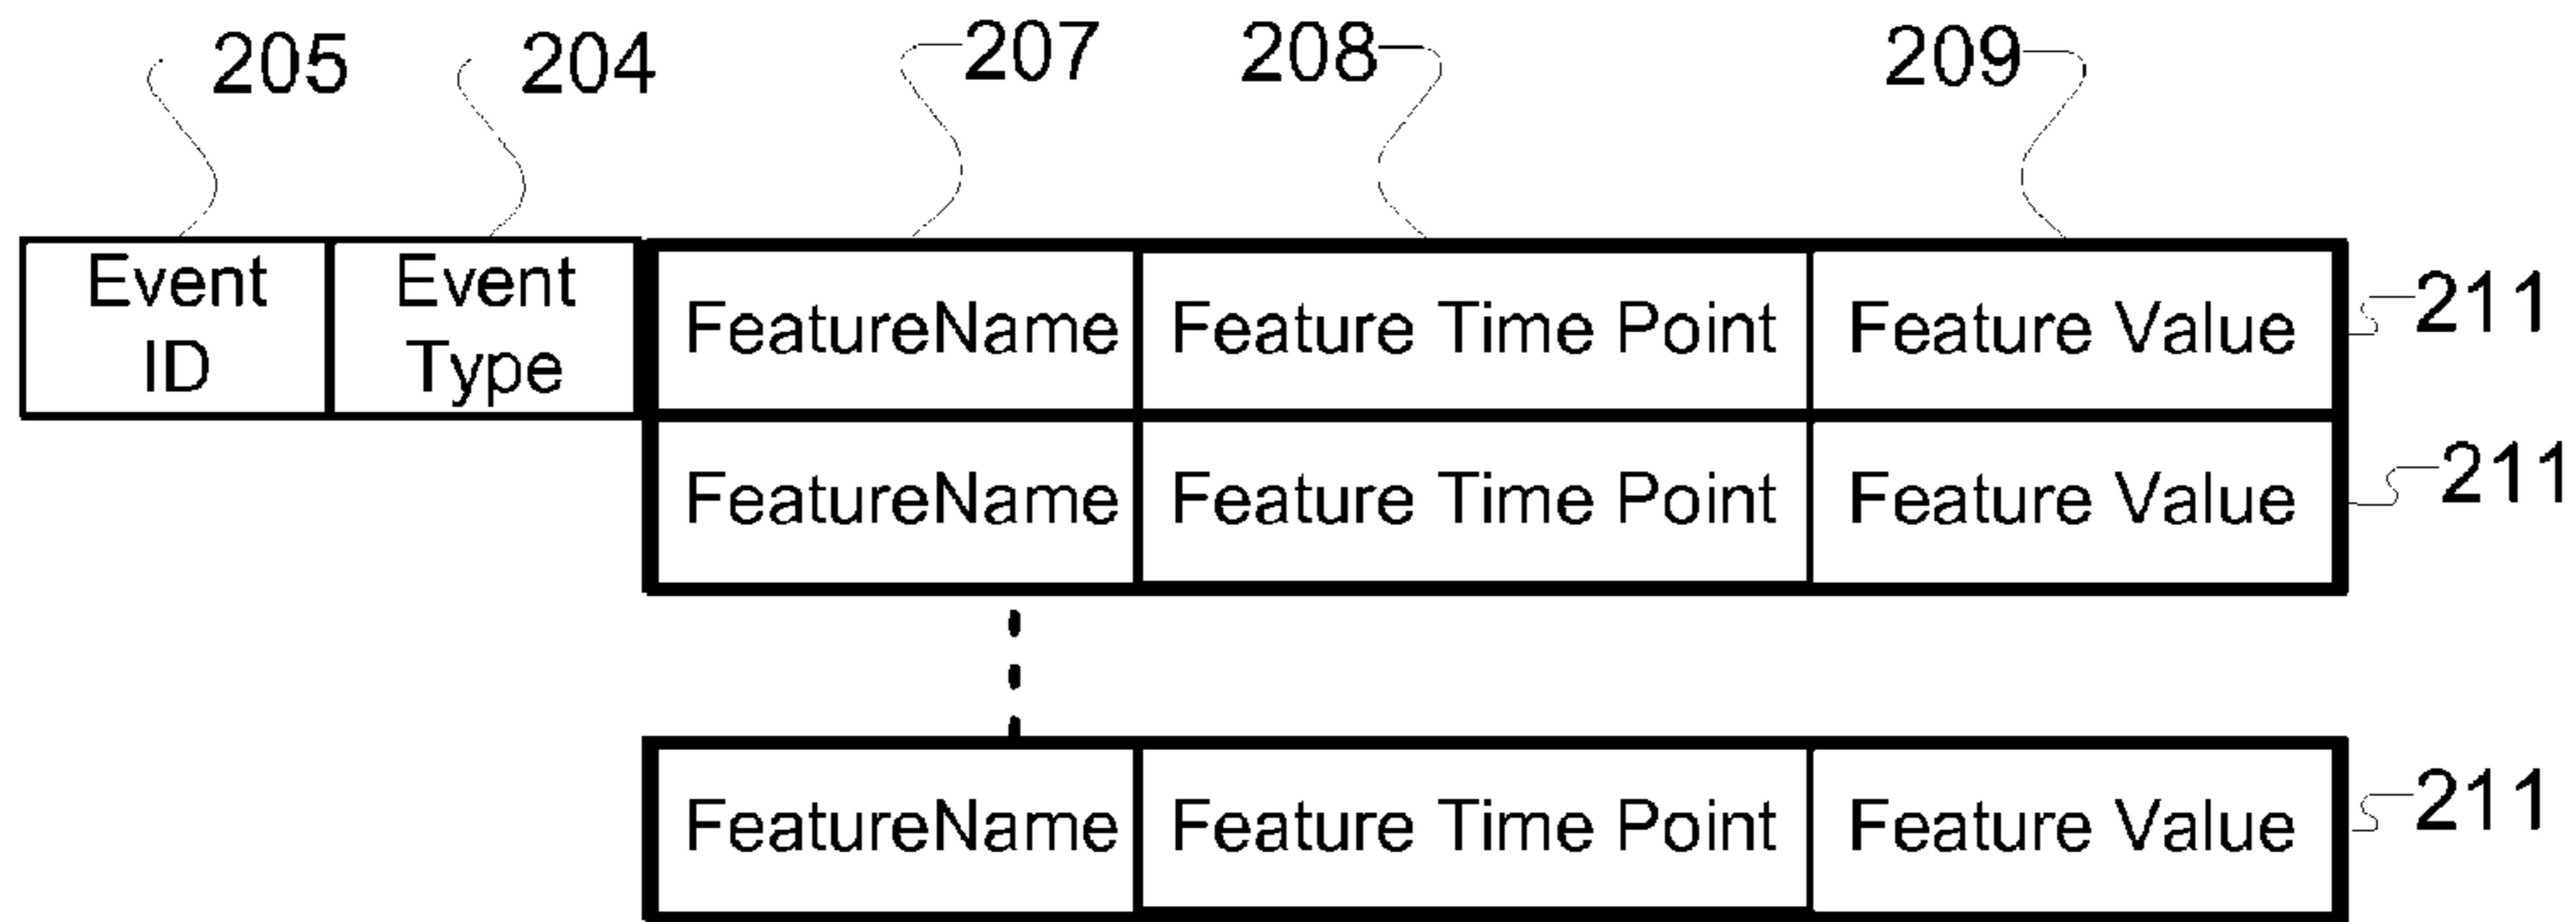 205 204 207 208 209
Event ID
Event Type
FeatureName Feature Time Point Feature Value 211
FeatureName Feature Time Point Feature Value 211
FeatureName Feature Time Point Feature Value 211